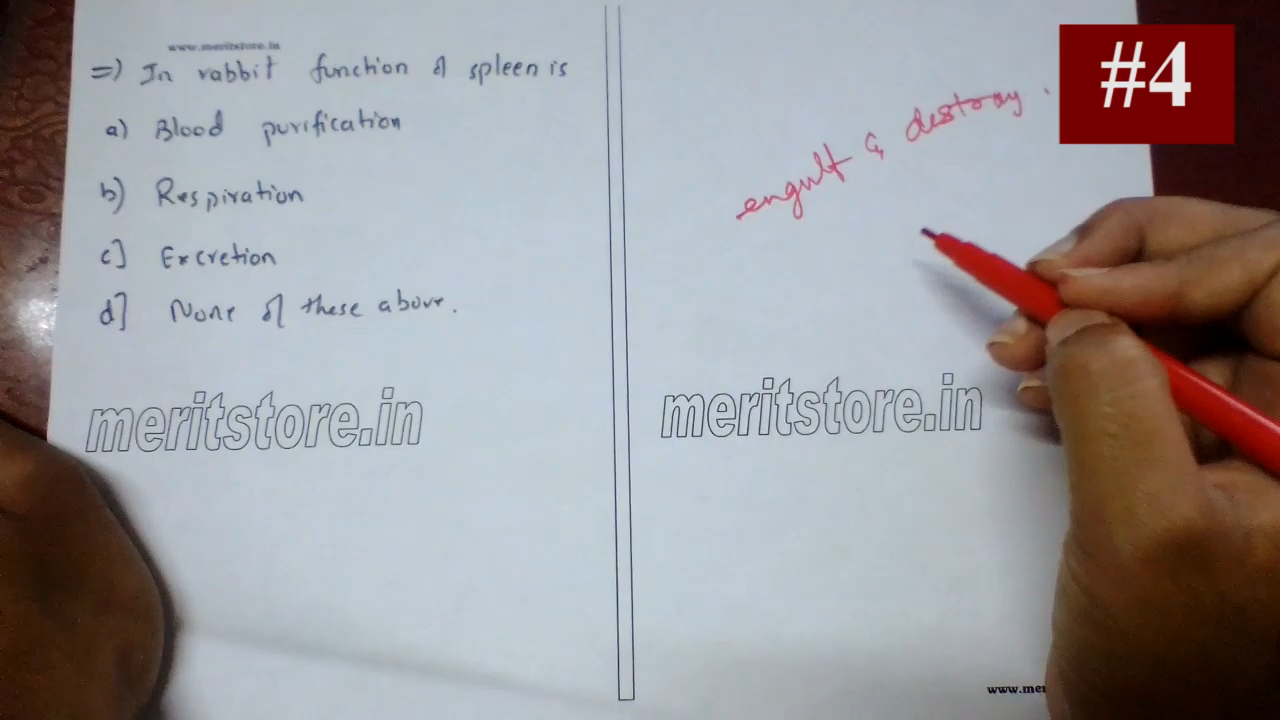 www.meritstore.in
=) In rabbit function of spleen is
a) Blood purification
b) Respiration
c] Excretion
d] None of these above.
meritstore.in
#4
engulf & destroy.
meritstore.in